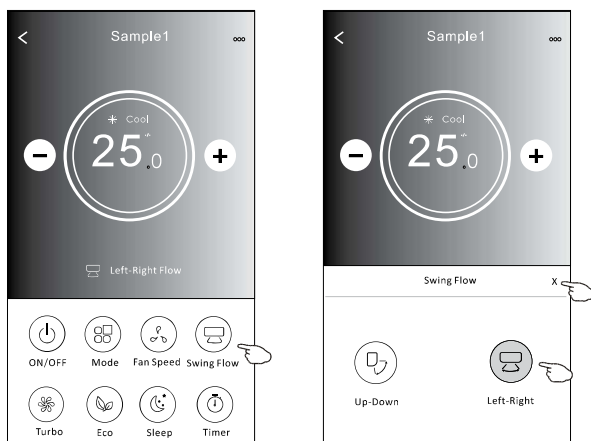 Sample1
Cool
25.0
Left-Right Flow
ON/OFF Mode Fan Speed Swing Flow
Turbo Eco Sleep Timer
Sample1
Cool
25.0
Swing Flow X
Up-Down Left-Right